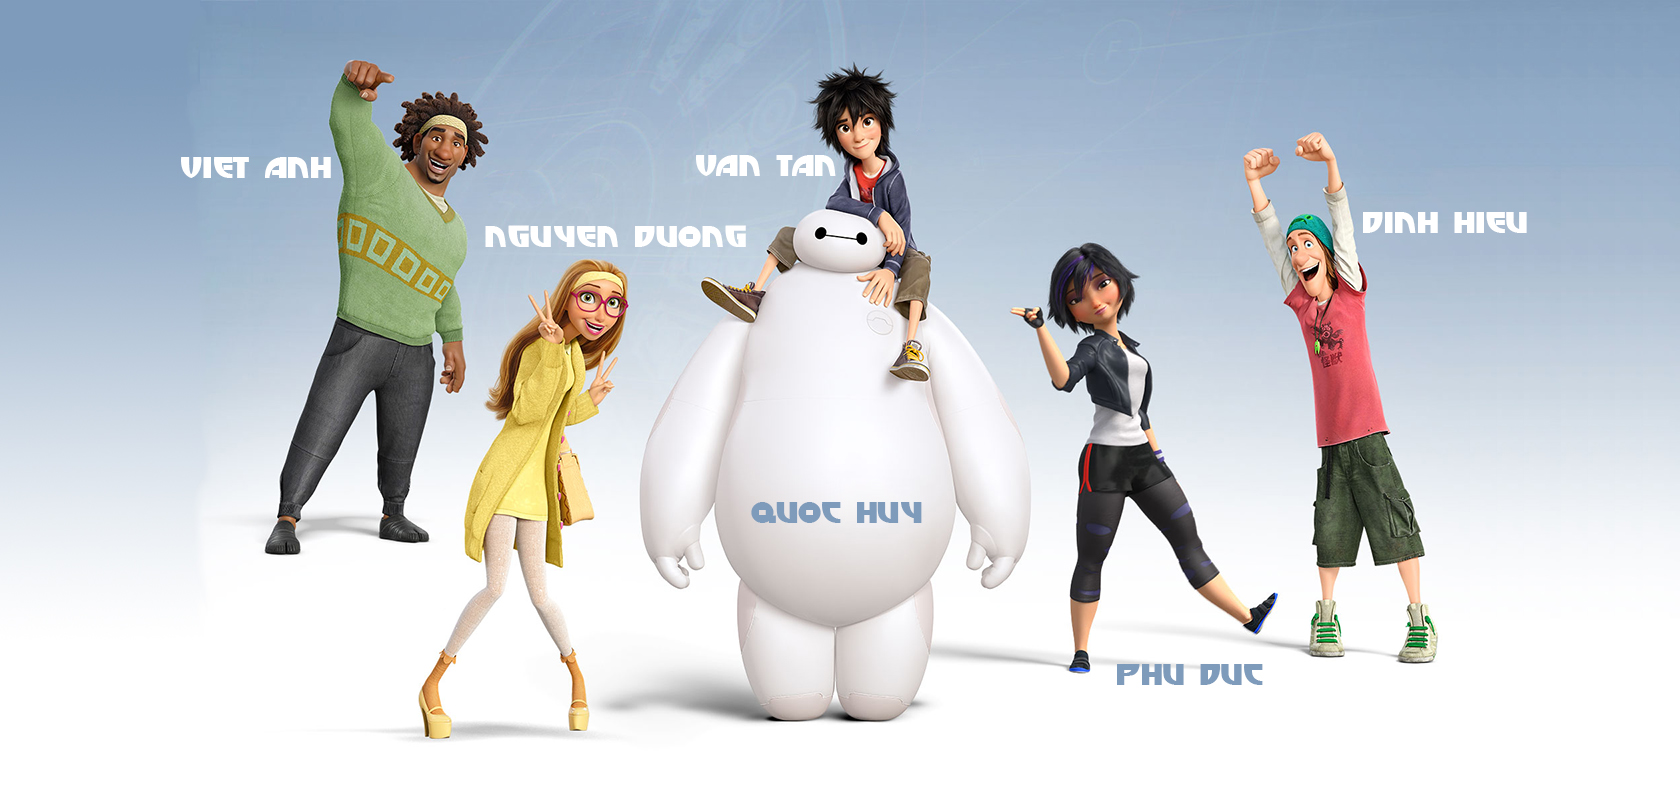 VIET ANH
NGUYEN DUONG
VAN TAN
QUOC HUY
PHU DUC
DINH HIEU